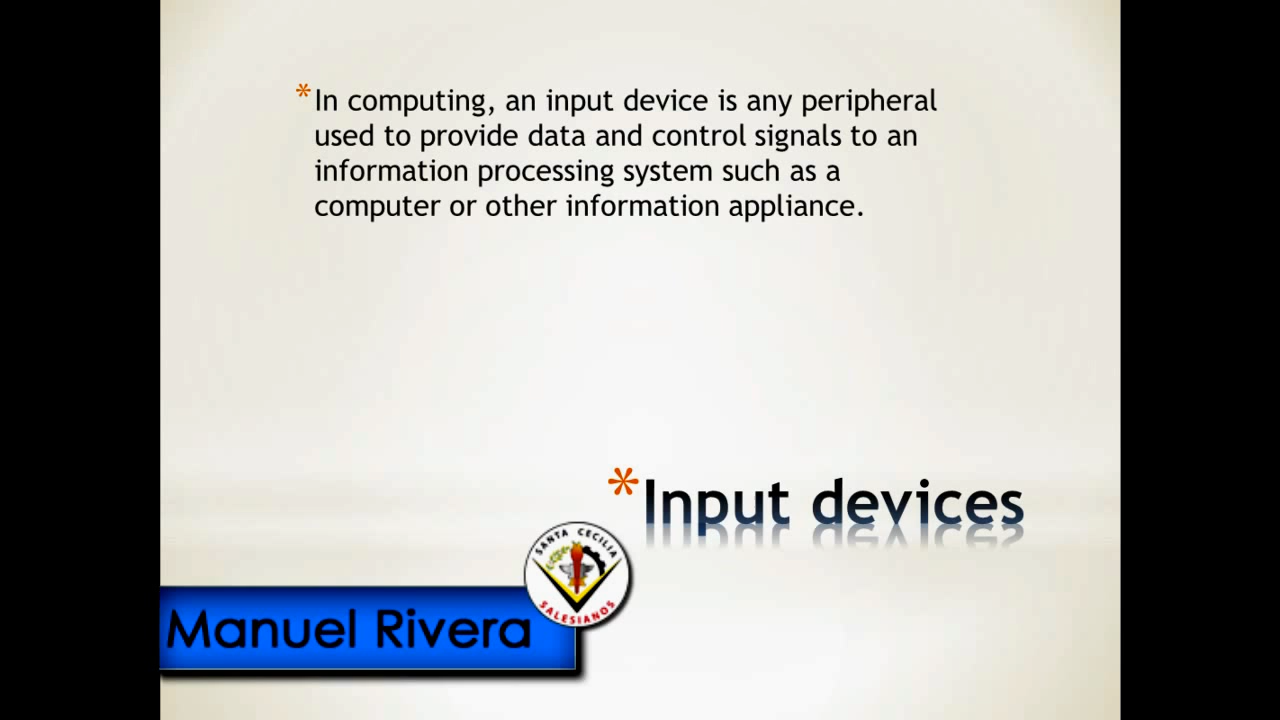 *In computing, an input device is any peripheral
used to provide data and control signals to an
information processing system such as a
computer or other information appliance.
*Input devices
SANTA CECILIA
SALESIANOS
Manuel Rivera